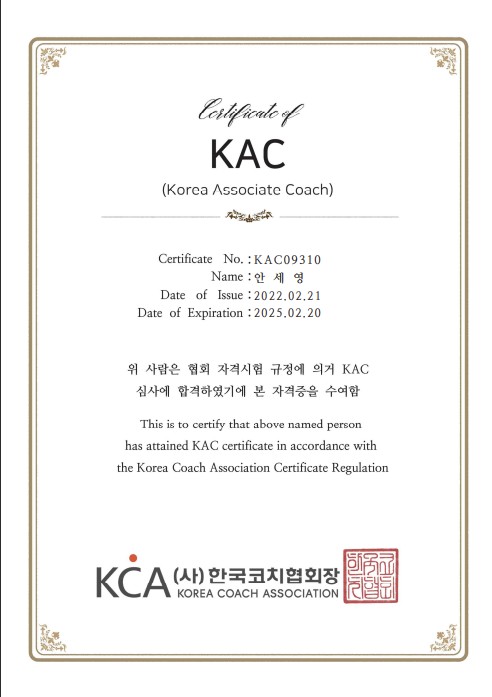 Certificate of
KAC
(Korea Associate Coach)
Certificate No. : KAC09310
Name : 안 세 영
Date of Issue : 2022.02.21
Date of Expiration : 2025.02.20
위 사람은 협회 자격시험 규정에 의거 KAC
심사에 합격하였기에 본 자격증을 수여함
This is to certify that above named person
has attained KAC certificate in accordance with
the Korea Coach Association Certificate Regulation
KCA (사)한국코치협회장
KOREA COACH ASSOCIATION